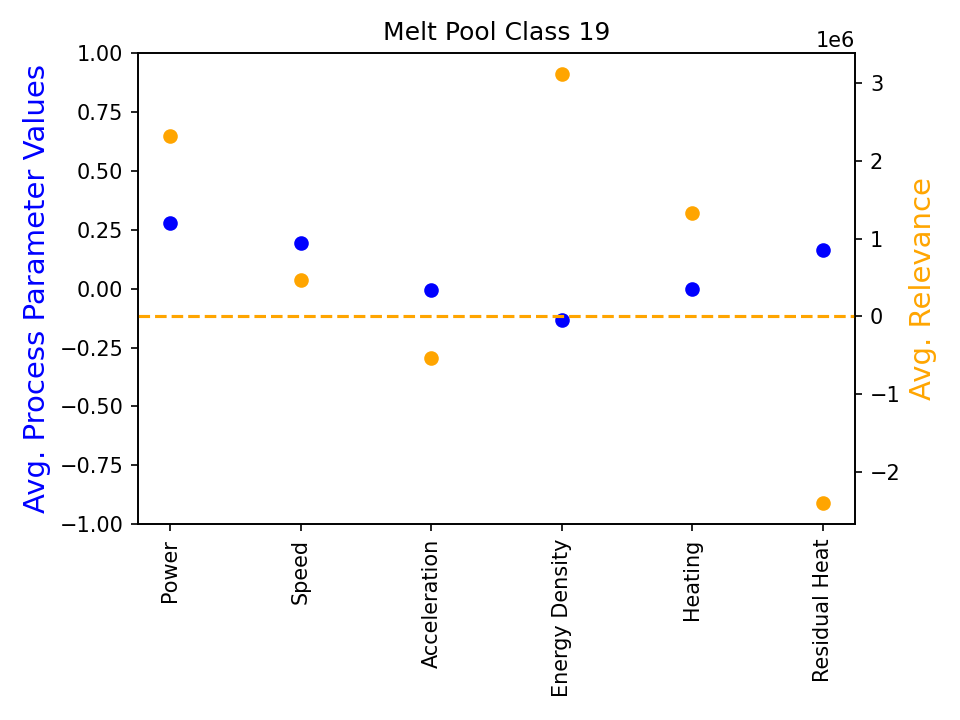 Melt Pool Class 19
1e6
Avg. Process Parameter Values
1.00
0.75
0.50
0.25
0.00
−0.25
−0.50
−0.75
−1.00
3
2
1
0
−1
−2
Avg. Relevance
Power
Speed
Acceleration
Energy Density
Heating
Residual Heat